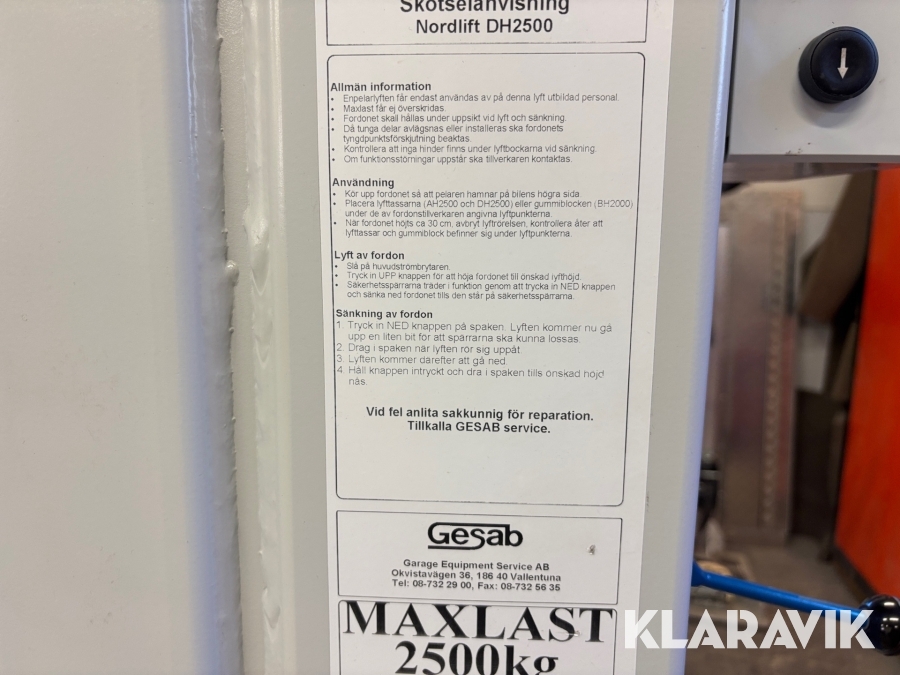 Skötselanvisning
Nordlift DH2500
Allmän information
• Enpelarlyften får endast användas av på denna lyft utbildad personal.
• Maxlast får ej överskridas.
• Fordonet skall hållas under uppsikt vid lyft och sänkning.
• Då tunga delar avlägsnas eller installeras ska fordonets
tyngdpunktsförskjutning beaktas.
• Kontrollera att inga hinder finns under lyftbockarna vid sänkning.
• Om funktionsstörningar uppstår ska tillverkaren kontaktas.
Användning
• Kör upp fordonet så att pelaren hamnar på bilens högra sida.
• Placera lyfttassarna (AH2500 och DH2500) eller gummiblocken (BH2000)
under de av fordonstillverkaren angivna lyftpunkterna.
• När fordonet höjts ca 30 cm, avbryt lyftrörelsen, kontrollera åter att
lyfttassar och gummiblock befinner sig under lyftpunkterna.
Lyft av fordon
• Slå på huvudströmbrytaren.
• Tryck in UPP knappen för att höja fordonet till önskad lyfthöjd.
• Säkerhetsspärrarna träder i funktion genom att trycka in NED knappen
och sänka ned fordonet tills den står på säkerhetsspärrarna.
Sänkning av fordon
1. Tryck in NED knappen på spaken. Lyften kommer nu gå
upp en liten bit för att spärrarna ska kunna lossas.
2. Drag i spaken när lyften rör sig uppåt
3. Lyften kommer därefter att gå ned.
4. Håll knappen intryckt och dra i spaken tills önskad höjd
nås.
Vid fel anlita sakkunnig för reparation.
Tillkalla GESAB service.
Gesab
Garage Equipment Service AB
Okvistavägen 36, 186 40 Vallentuna
Tel: 08-732 29 00, Fax: 08-732 56 35
MAXLAST
2500kg
KLARAVIK